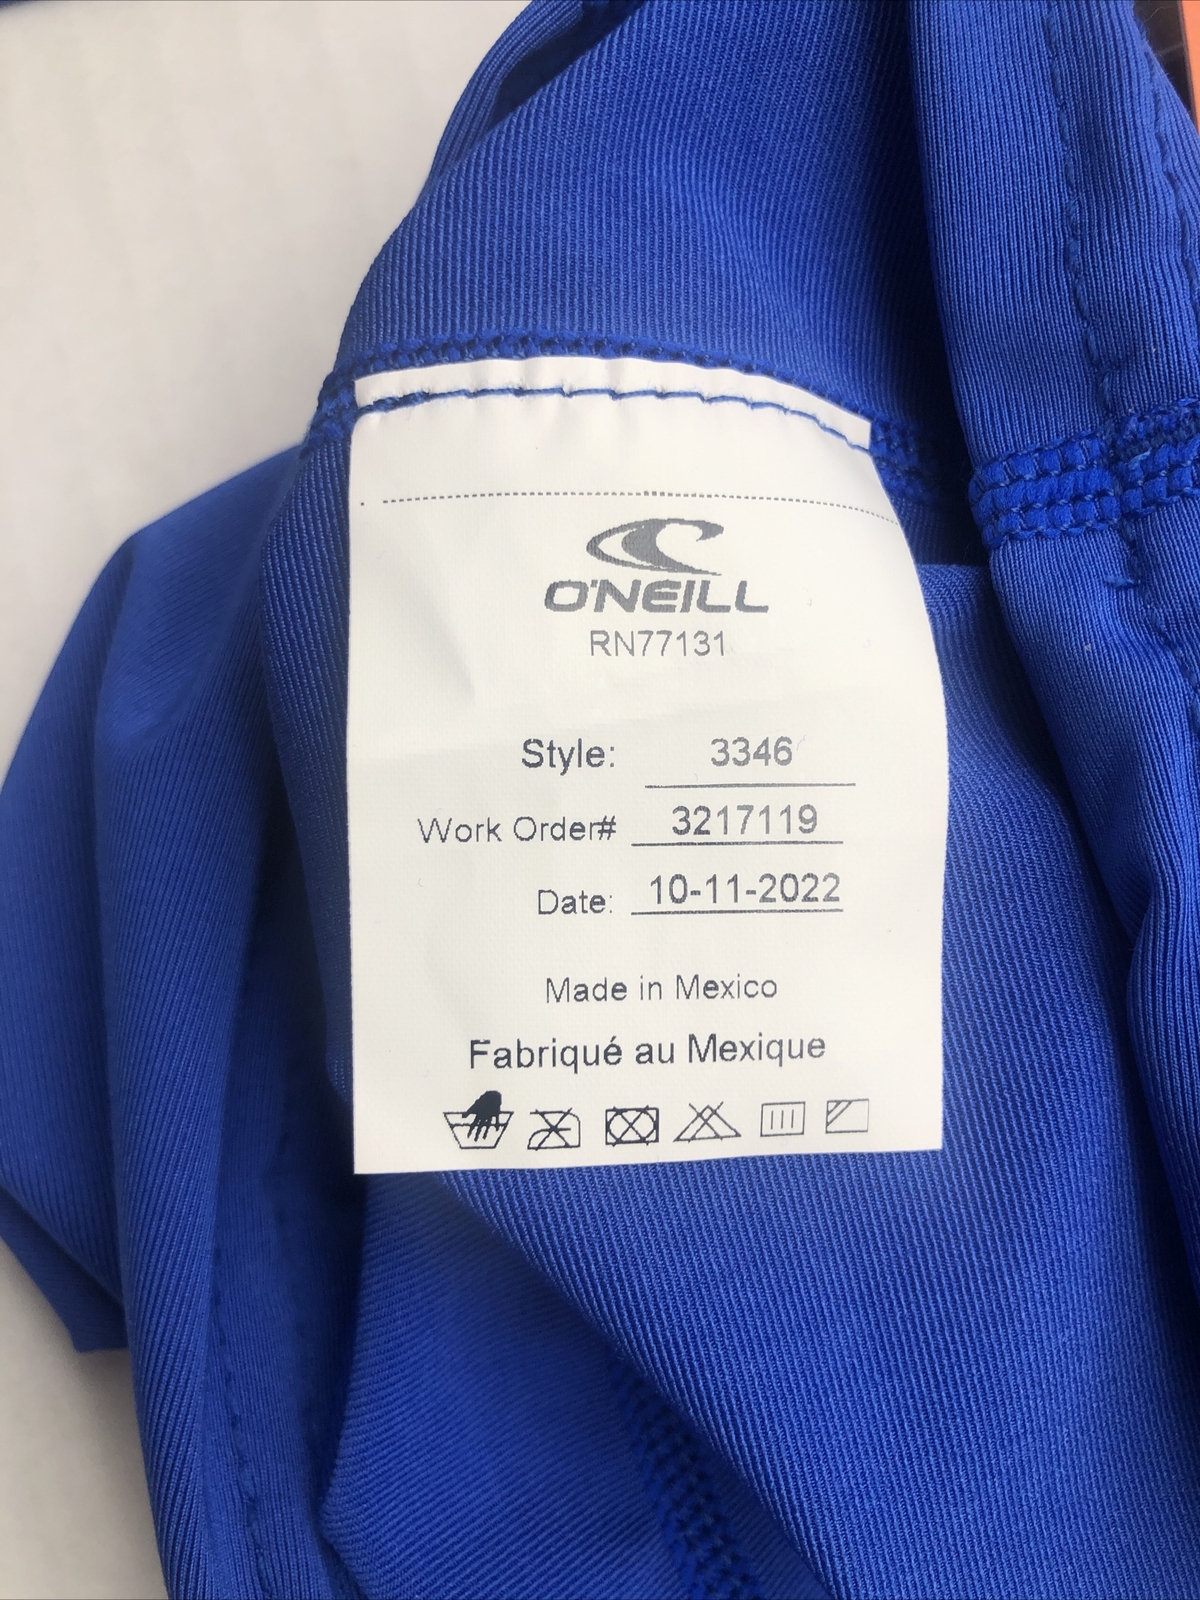 O'NEILL
RN77131
Style: 3346
Work Order# 3217119
Date: 10-11-2022
Made in Mexico
Fabriqué au Mexique